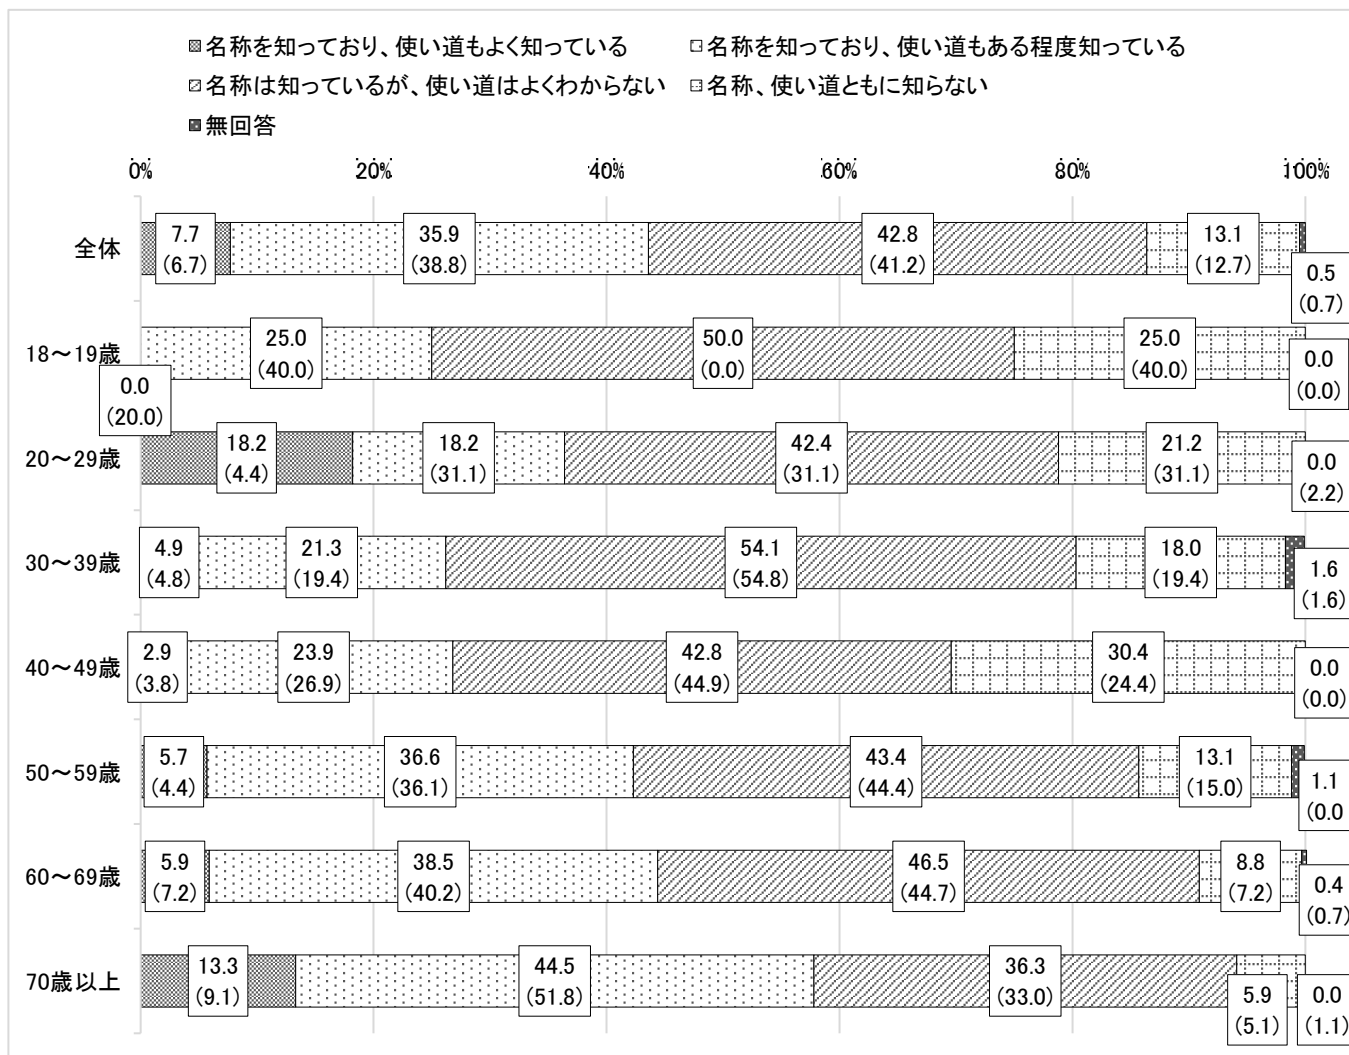 名称を知っており、使い道もよく知っている 名称を知っており、使い道もある程度知っている
名称は知っているが、使い道はよくわからない 名称、使い道ともに知らない
無回答
0% 20% 40% 60% 80% 100%
全体 7.7 35.9 42.8 13.1 0.5
(6.7) (38.8) (41.2) (12.7) (0.7)
18～19歳 0.0 25.0 50.0 25.0 0.0
(20.0) (40.0) (0.0) (40.0) (0.0)
20～29歳 18.2 18.2 42.4 21.2 0.0
(4.4) (31.1) (31.1) (31.1) (2.2)
30～39歳 4.9 21.3 54.1 18.0 1.6
(4.8) (19.4) (54.8) (19.4) (1.6)
40～49歳 2.9 23.9 42.8 30.4 0.0
(3.8) (26.9) (44.9) (24.4) (0.0)
50～59歳 5.7 36.6 43.4 13.1 1.1
(4.4) (36.1) (44.4) (15.0) (0.0
60～69歳 5.9 38.5 46.5 8.8 0.4
(7.2) (40.2) (44.7) (7.2) (0.7)
70歳以上 13.3 44.5 36.3 5.9 0.0
(9.1) (51.8) (33.0) (5.1) (1.1)